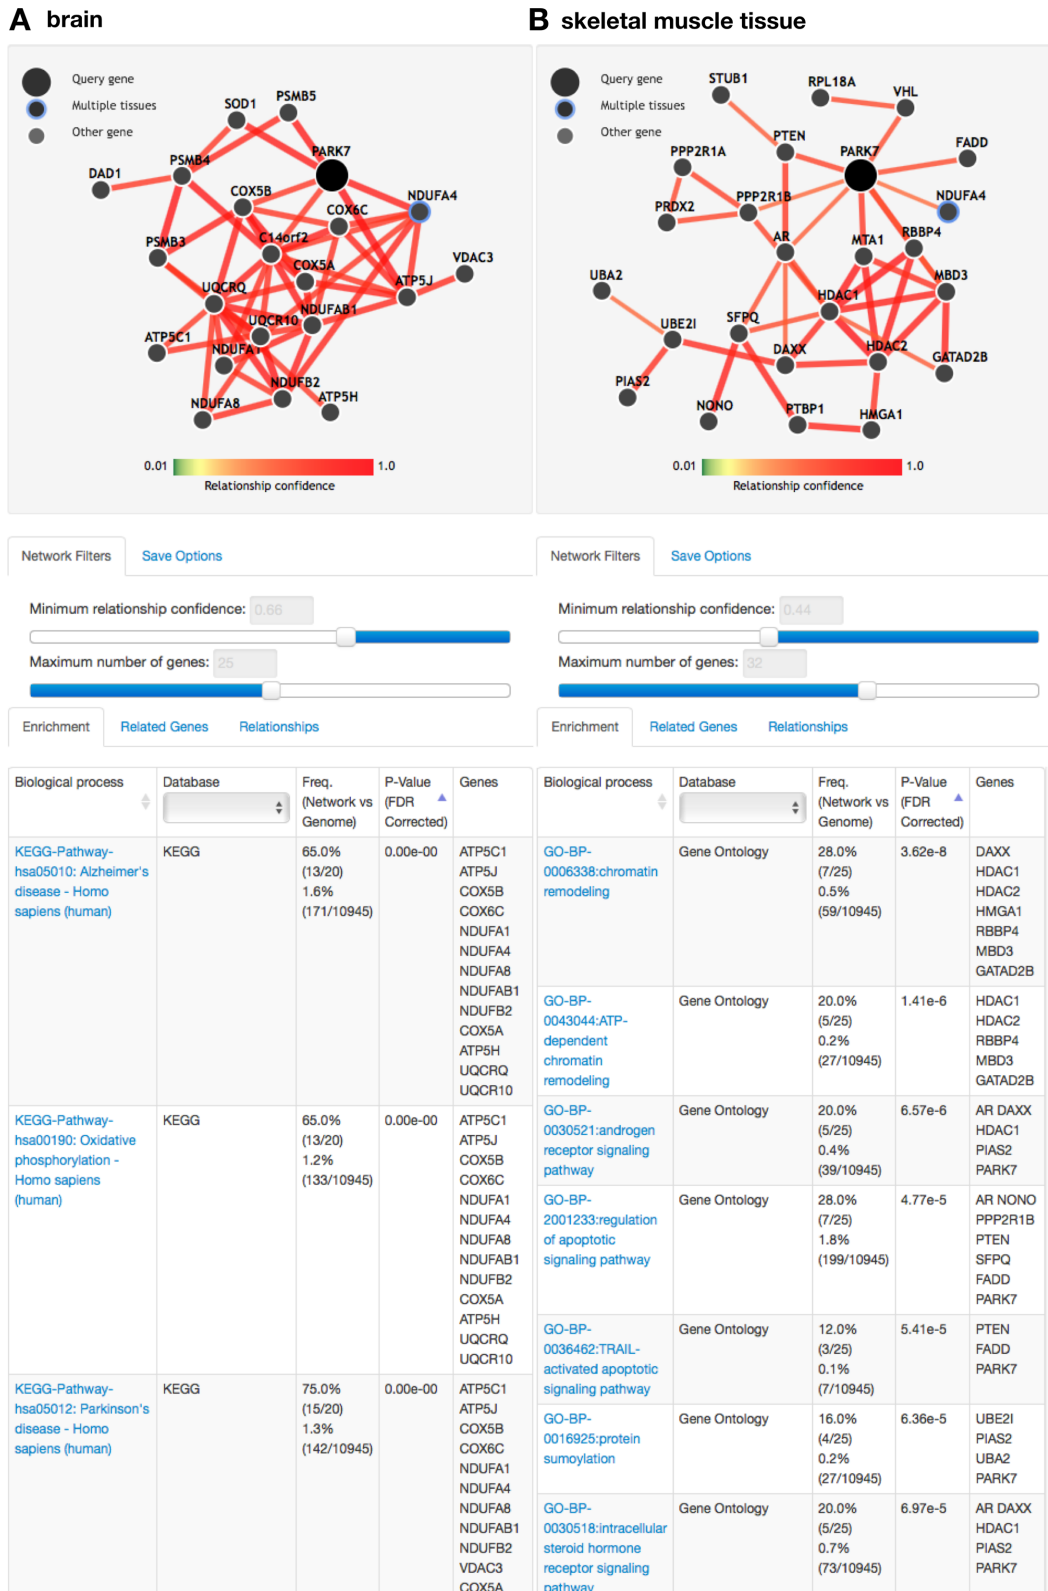 A brain
Query gene
Multiple tissues
Other gene
SOD1
PSMB5
PSMB4
PARK7
DAD1
COX5B
NDUFA4
COX6C
PSMB3
C14orf2
COX5A
VDAC3
ATP5J
UQCRQ
NDUFAB1
UQCR10
ATP5C1
NDUFA1
NDUFB2
NDUFA8
ATP5H
0.01
1.0
Relationship confidence
Network Filters
Save Options
Minimum relationship confidence: 0.66
Maximum number of genes: 25
Enrichment
Related Genes
Relationships
Biological process
Database
Freq.
(Network vs
Genome)
P-Value
(FDR
Corrected)
Genes
KEGG-Pathway-
hsa05010: Alzheimer's
disease - Homo
sapiens (human)
KEGG
65.0%
(13/20)
1.6%
(171/10945)
0.00e-00
ATP5C1
ATP5J
COX5B
COX6C
NDUFA1
NDUFA4
NDUFA8
NDUFAB1
NDUFB2
COX5A
ATP5H
UQCRQ
UQCR10
KEGG-Pathway-
hsa00190: Oxidative
phosphorylation -
Homo sapiens
(human)
KEGG
65.0%
(13/20)
1.2%
(133/10945)
0.00e-00
ATP5C1
ATP5J
COX5B
COX6C
NDUFA1
NDUFA4
NDUFA8
NDUFAB1
NDUFB2
COX5A
ATP5H
UQCRQ
UQCR10
KEGG-Pathway-
hsa05012: Parkinson's
disease - Homo
sapiens (human)
KEGG
75.0%
(15/20)
1.3%
(142/10945)
0.00e-00
ATP5C1
ATP5J
COX5B
COX6C
NDUFA1
NDUFA4
NDUFA8
NDUFAB1
NDUFB2
VDAC3
COX5A
B skeletal muscle tissue
Query gene
Multiple tissues
Other gene
STUB1
RPL18A
VHL
PTEN
PARK7
FADD
PPP2R1A
PPP2R1B
NDUFA4
PRDX2
AR
MTA1
RBBP4
UBA2
MBD3
HDAC1
UBE2I
SFPQ
DAXX
HDAC2
GATAD2B
PIAS2
NONO
PTBP1
HMGA1
0.01
1.0
Relationship confidence
Network Filters
Save Options
Minimum relationship confidence: 0.44
Maximum number of genes: 32
Enrichment
Related Genes
Relationships
Biological process
Database
Freq.
(Network vs
Genome)
P-Value
(FDR
Corrected)
Genes
GO-BP-
0006338:chromatin
remodeling
Gene Ontology
28.0%
(7/25)
0.5%
(59/10945)
3.62e-8
DAXX
HDAC1
HDAC2
HMGA1
RBBP4
MBD3
GATAD2B
GO-BP-
0043044:ATP-
dependent
chromatin
remodeling
Gene Ontology
20.0%
(5/25)
0.2%
(27/10945)
1.41e-6
HDAC1
HDAC2
RBBP4
MBD3
GATAD2B
GO-BP-
0030521:androgen
receptor signaling
pathway
Gene Ontology
20.0%
(5/25)
0.4%
(39/10945)
6.57e-6
AR DAXX
HDAC1
PIAS2
PARK7
GO-BP-
2001233:regulation
of apoptotic
signaling pathway
Gene Ontology
28.0%
(7/25)
1.8%
(199/10945)
4.77e-5
AR NONO
PPP2R1B
PTEN
SFPQ
FADD
PARK7
GO-BP-
0036462:TRAIL-
activated apoptotic
signaling pathway
Gene Ontology
12.0%
(3/25)
0.1%
(7/10945)
5.41e-5
PTEN
FADD
PARK7
GO-BP-
0016925:protein
sumoylation
Gene Ontology
16.0%
(4/25)
0.2%
(27/10945)
6.36e-5
UBE2I
PIAS2
UBA2
PARK7
GO-BP-
0030518:intracellular
steroid hormone
receptor signaling
pathway
Gene Ontology
20.0%
(5/25)
0.7%
(73/10945)
6.97e-5
AR DAXX
HDAC1
PIAS2
PARK7